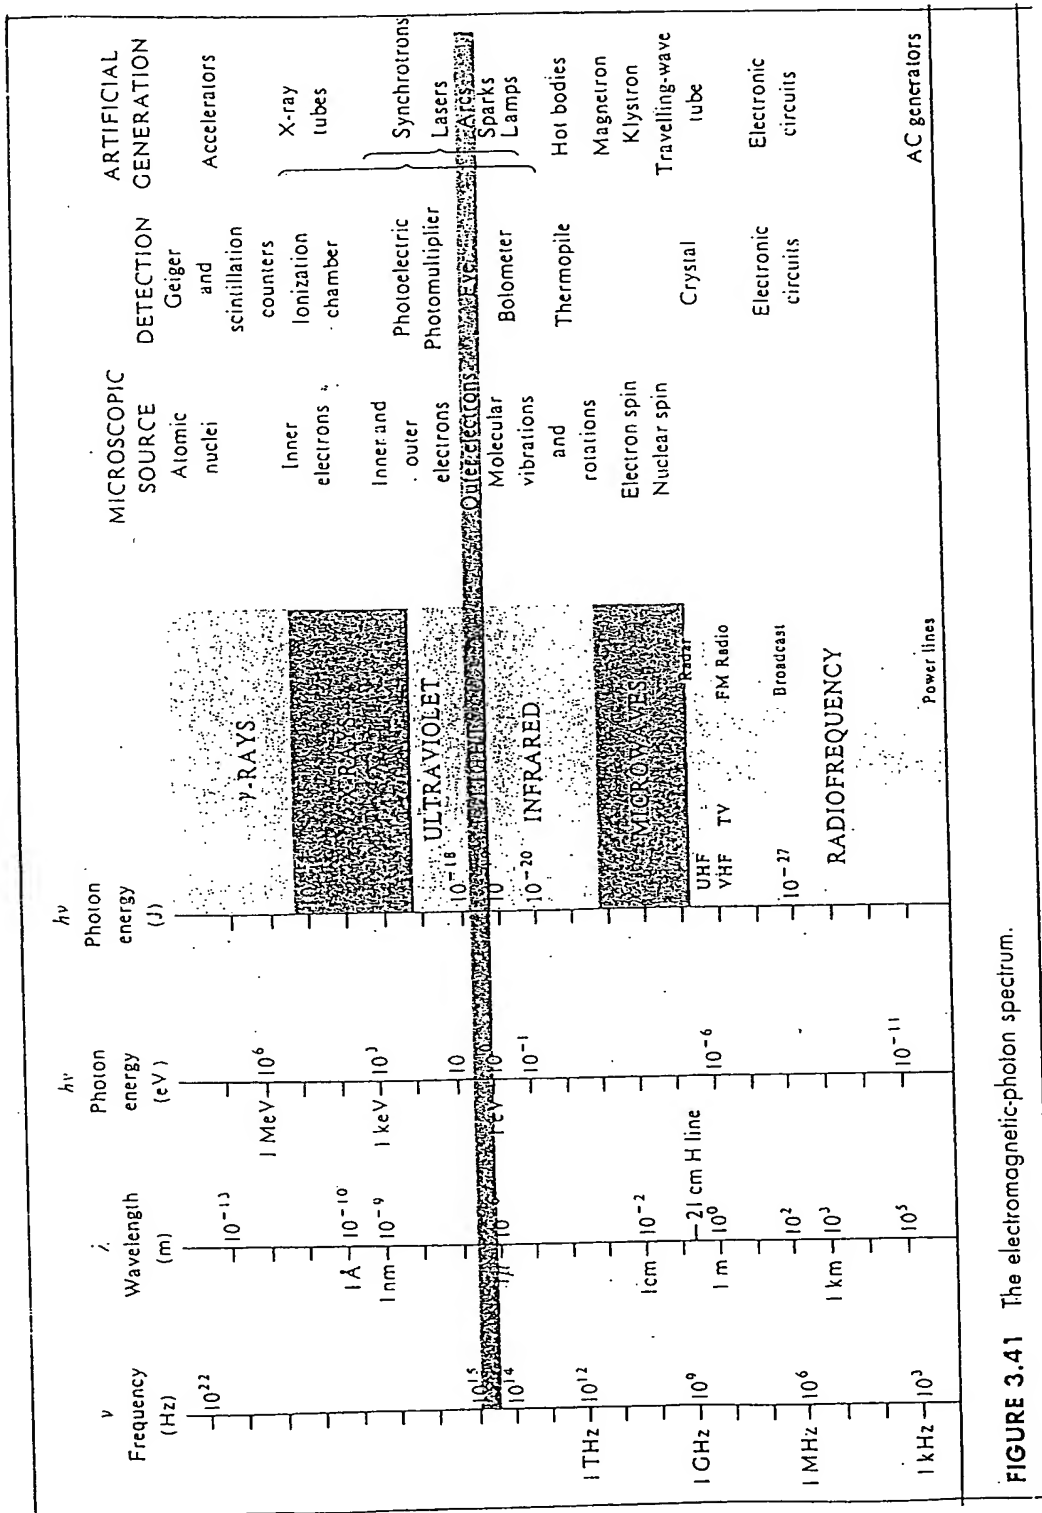 ν
Frequency
(Hz)
10²²
10¹⁵
10¹⁴
10¹²
1 THz
10⁹
1 GHz
10⁶
1 MHz
10³
1 kHz
λ
Wavelength
(m)
10⁻¹³
10⁻¹⁰
1 Å
10⁻⁹
1 nm
10⁻⁶
1 μ
10⁻²
1cm
21 cm H line
10⁰
1 m
10²
10³
1 km
10⁵
hν
Photon
energy
(eV)
10⁶
1 MeV
10³
1 keV
10
10⁰
1 eV
10⁻¹
10⁻⁶
10⁻¹¹
hν
Photon
energy
(J)
10⁻¹⁸
10
10⁻²⁰
10⁻²⁷
γ-RAYS
X-RAYS
ULTRAVIOLET
LIGHT
INFRARED
MICROWAVES
Radar
UHF
VHF TV FM Radio
Broadcast
RADIOFREQUENCY
Power lines
MICROSCOPIC
SOURCE
Atomic
nuclei
Inner
electrons
Inner and
outer
electrons
Outer electrons
Molecular
vibrations
and
rotations
Electron spin
Nuclear spin
DETECTION
Geiger
and
scintillation
counters
Ionization
chamber
Photoelectric
Photomultiplier
Eye
Bolometer
Thermopile
Crystal
Electronic
circuits
ARTIFICIAL
GENERATION
Accelerators
X-ray
tubes
Synchrotrons
Lasers
Arcs
Sparks
Lamps
Hot bodies
Magnetron
Klystron
Travelling-wave
tube
Electronic
circuits
AC generators
FIGURE 3.41 The electromagnetic-photon spectrum.